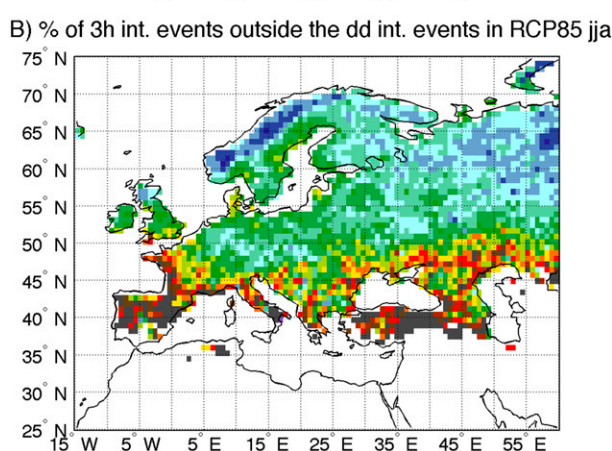 B) % of 3h int. events outside the dd int. events in RCP85 jja
75° N
70° N
65° N
60° N
55° N
50° N
45° N
40° N
35° N
30° N
25° N
15° W 5° W 5° E 15° E 25° E 35° E 45° E 55° E